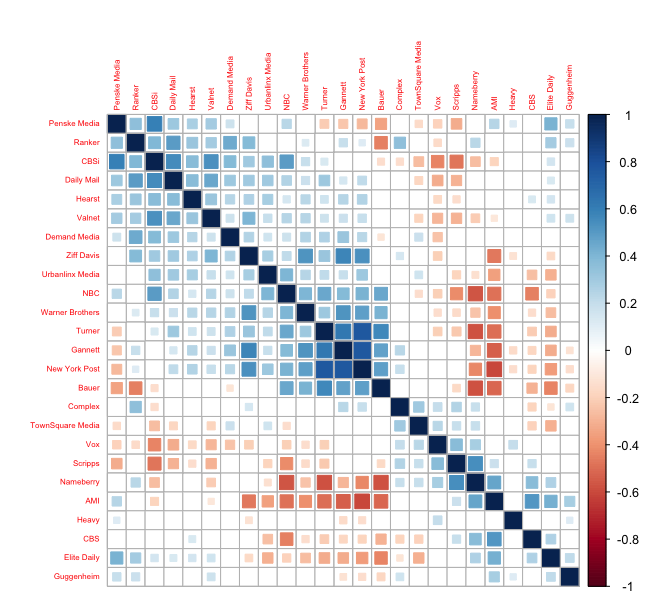 Penske Media
Ranker
CBSi
Daily Mail
Hearst
Valnet
Demand Media
Ziff Davis
Urbanlinx Media
NBC
Warner Brothers
Turner
Gannett
New York Post
Bauer
Complex
TownSquare Media
Vox
Scripps
Nameberry
AMI
Heavy
CBS
Elite Daily
Guggenheim
Penske Media
Ranker
CBSi
Daily Mail
Hearst
Valnet
Demand Media
Ziff Davis
Urbanlinx Media
NBC
Warner Brothers
Turner
Gannett
New York Post
Bauer
Complex
TownSquare Media
Vox
Scripps
Nameberry
AMI
Heavy
CBS
Elite Daily
Guggenheim
1
0.8
0.6
0.4
0.2
0
-0.2
-0.4
-0.6
-0.8
-1